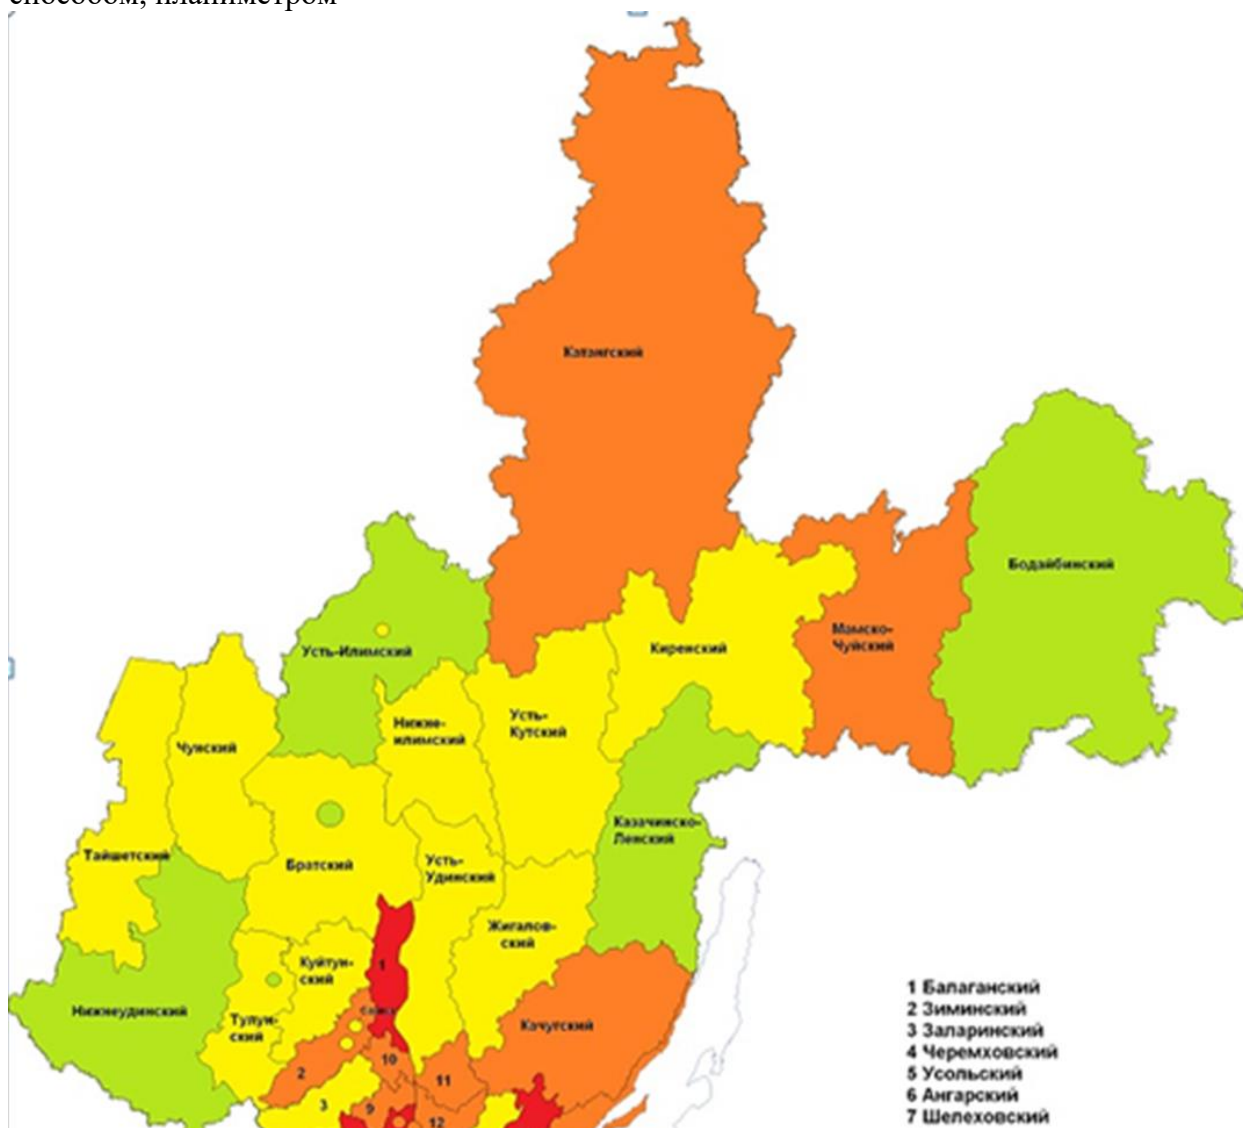 способом, планиметром
Катангский
Бодайбинский
Мамско-
Чуйский
Киренский
Усть-Илимский
Усть-
Кутский
Нижне-
илимский
Чунский
Казачинско-
Ленский
Тайшетский
Братский
Усть-
Удинский
Жигалов-
ский
Куйтун-
ский
1
Нижнеудинский
Тулун-
ский
Качугский
2
10
11
3
9
12
1 Балаганский
2 Зиминский
3 Заларинский
4 Черемховский
5 Усольский
6 Ангарский
7 Шелеховский